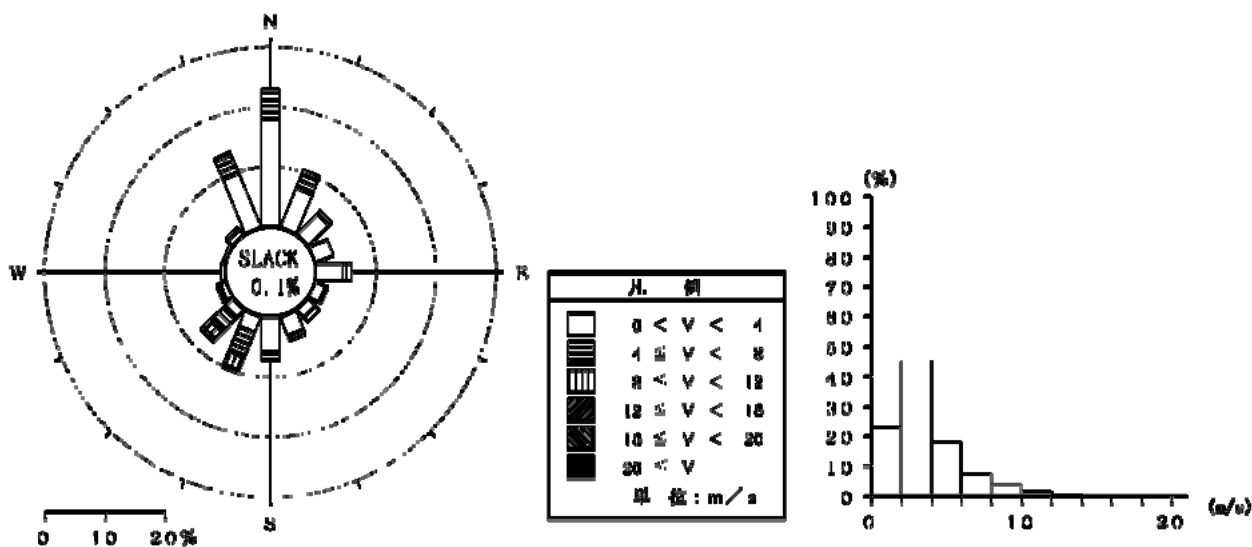 N
W
SLACK
0.1%
S
0 10 20%
凡 例
0 < V < 4
4 ≦ V < 8
8 ≦ V < 12
12 ≦ V < 16
16 ≦ V < 20
20 ≦ V
単 位 : m/s
(%)
100
90
80
70
60
50
40
30
20
10
0
0 10 20
(m/s)